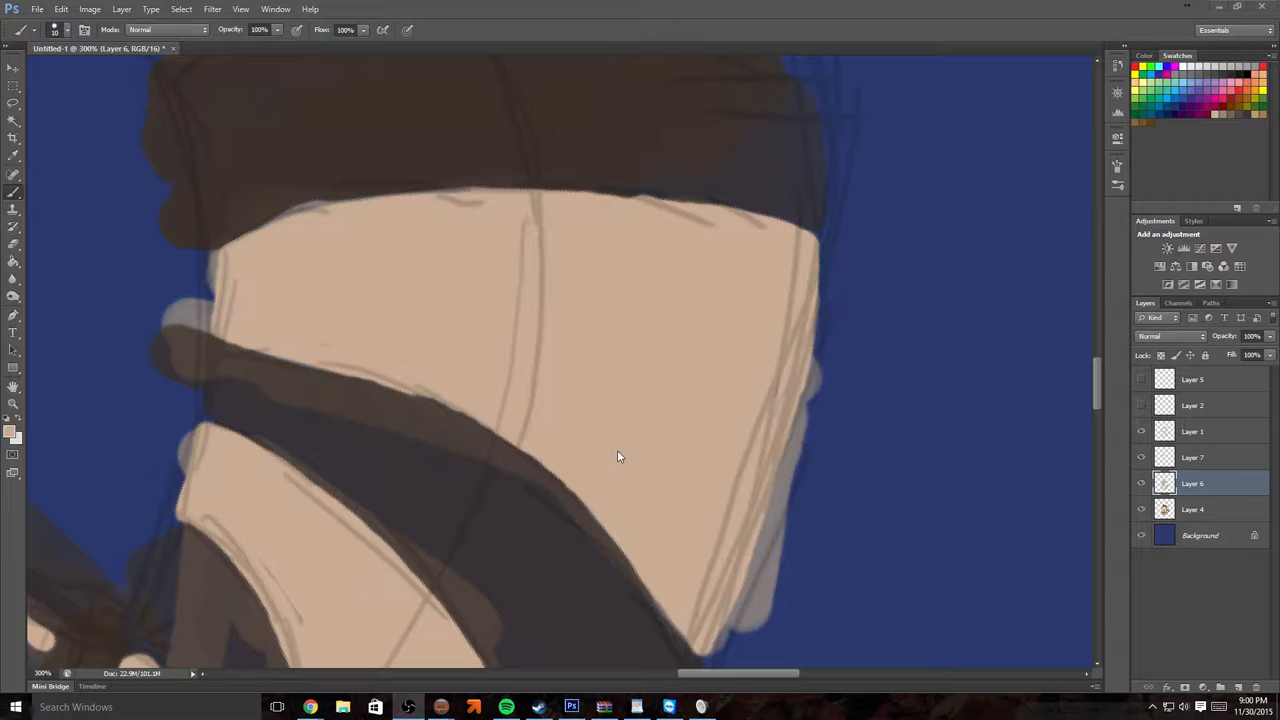 Ps File Edit Image Layer Type Select Filter View Window Help
10 Mode: Normal Opacity: 100% Flow: 100% Essentials
Untitled-1 @ 300% (Layer 6, RGB/16) * ×
Color Swatches
Adjustments Styles
Add an adjustment
Layers Channels Paths
Kind
Normal Opacity: 100%
Lock: Fill: 100%
Layer 5
Layer 2
Layer 1
Layer 7
Layer 6
Layer 4
Background
300% Doc: 22.9M/101.1M
Mini Bridge Timeline
Search Windows
Ps
9:00 PM
11/30/2015